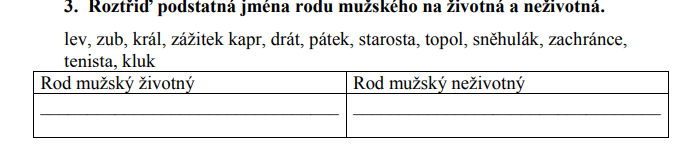 3. Roztřiď podstatná jména rodu mužského na životná a neživotná.
lev, zub, král, zážitek kapr, drát, pátek, starosta, topol, sněhulák, zachránce,
tenista, kluk
Rod mužský životný Rod mužský neživotný